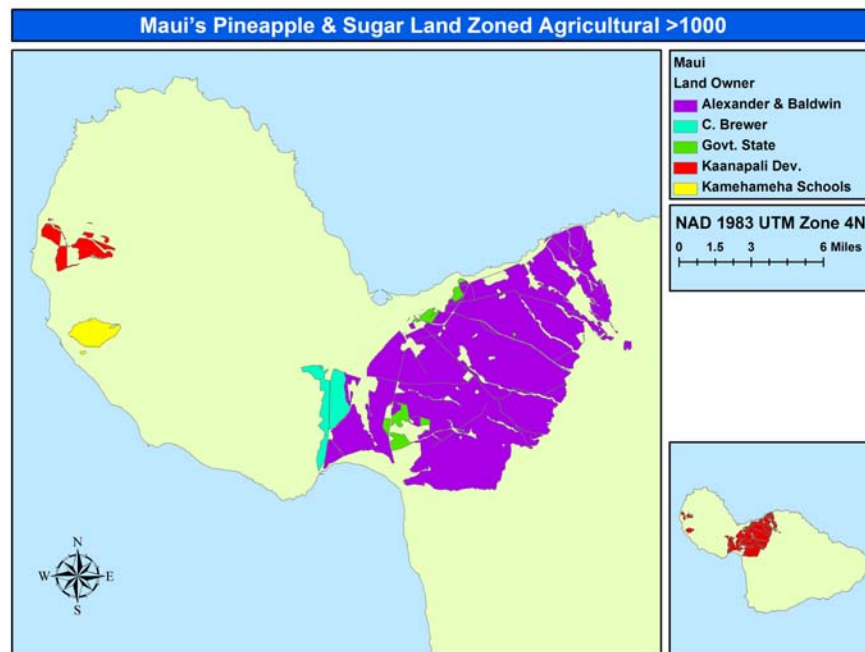 Maui's Pineapple & Sugar Land Zoned Agricultural >1000
Maui
Land Owner
Alexander & Baldwin
C. Brewer
Govt. State
Kaanapali Dev.
Kamehameha Schools
NAD 1983 UTM Zone 4N
0 1.5 3 6 Miles
N
W E
S